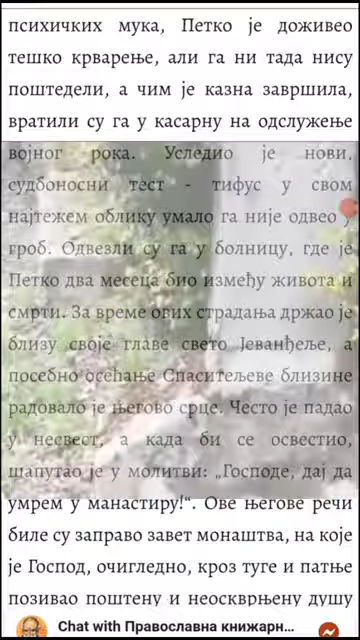 психичких мука, Петко је доживео
тешко крварење, али га ни тада нису
поштедели, а чим је казна завршила,
вратили су га у касарну на одслужење
војног рока. Уследио је нови,
судбоносни тест - тифус у свом
најтежем облику умало га није одвео у
гроб. Одвезли су га у болницу, где је
Петко два месеца био између живота и
смрти. За време ових страдања држао је
близу своје главе свето Јеванђеље, а
посебно осећање Спаситељеве близине
радовало је његово срце. Често је падао
у несвест, а када би се освестио,
шапутао је у молитви: „Господе, дај да
умрем у манастиру!“. Ове његове речи
биле су заправо завет монаштва, на које
је Господ, очигледно, кроз туге и патње
позивао поштену и неоскврњену душу
Chat with Православна книжарн...